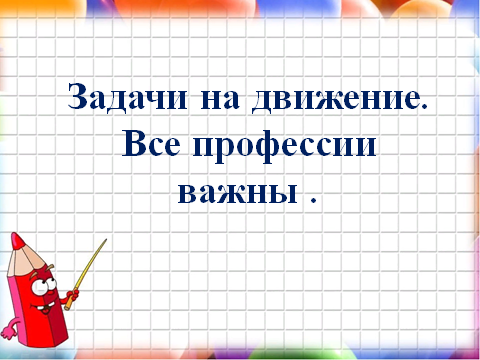 Задачи на движение.
Все профессии
важны .